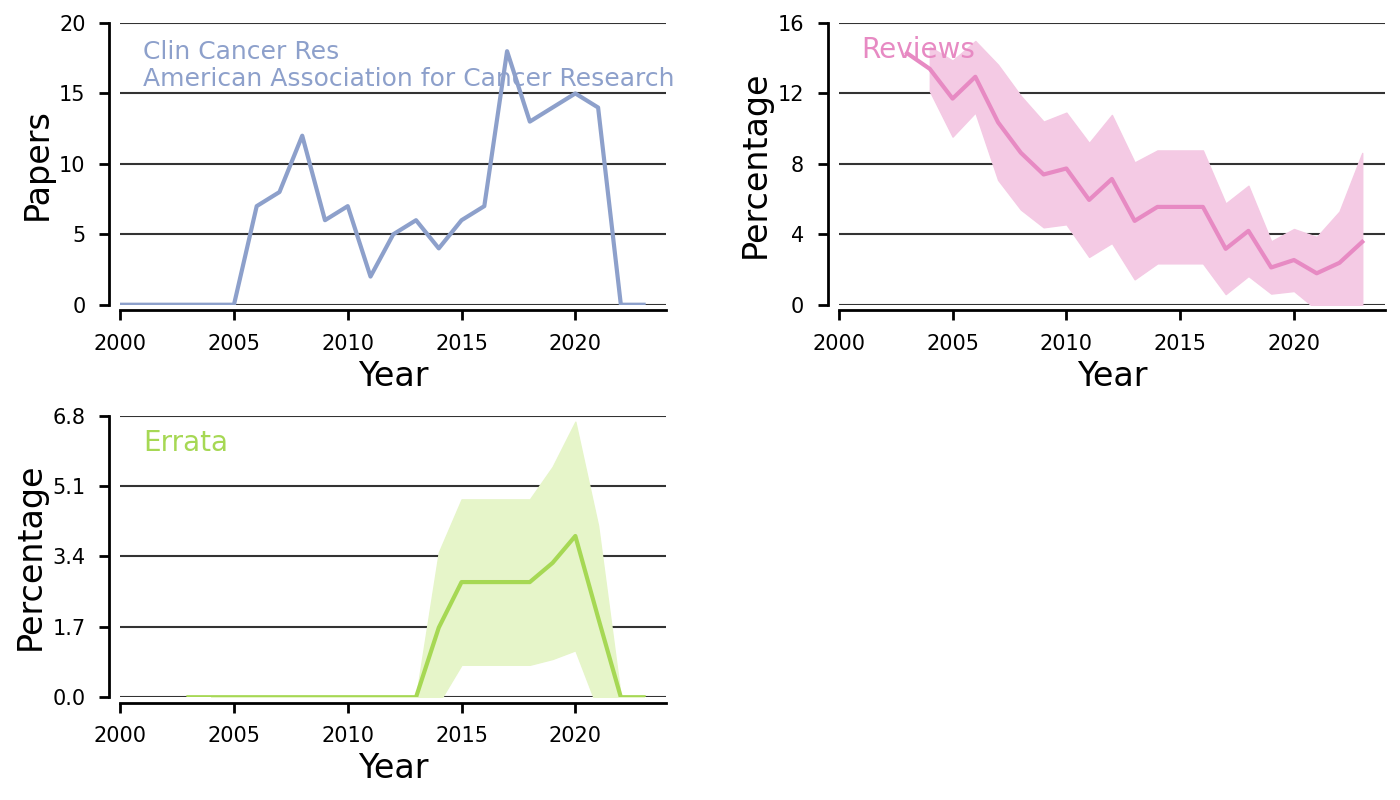 20
15
10
5
0
Papers
Clin Cancer Res
American Association for Cancer Research
2000 2005 2010 2015 2020
Year
16
12
8
4
0
Percentage
Reviews
2000 2005 2010 2015 2020
Year
6.8
5.1
3.4
1.7
0.0
Percentage
Errata
2000 2005 2010 2015 2020
Year